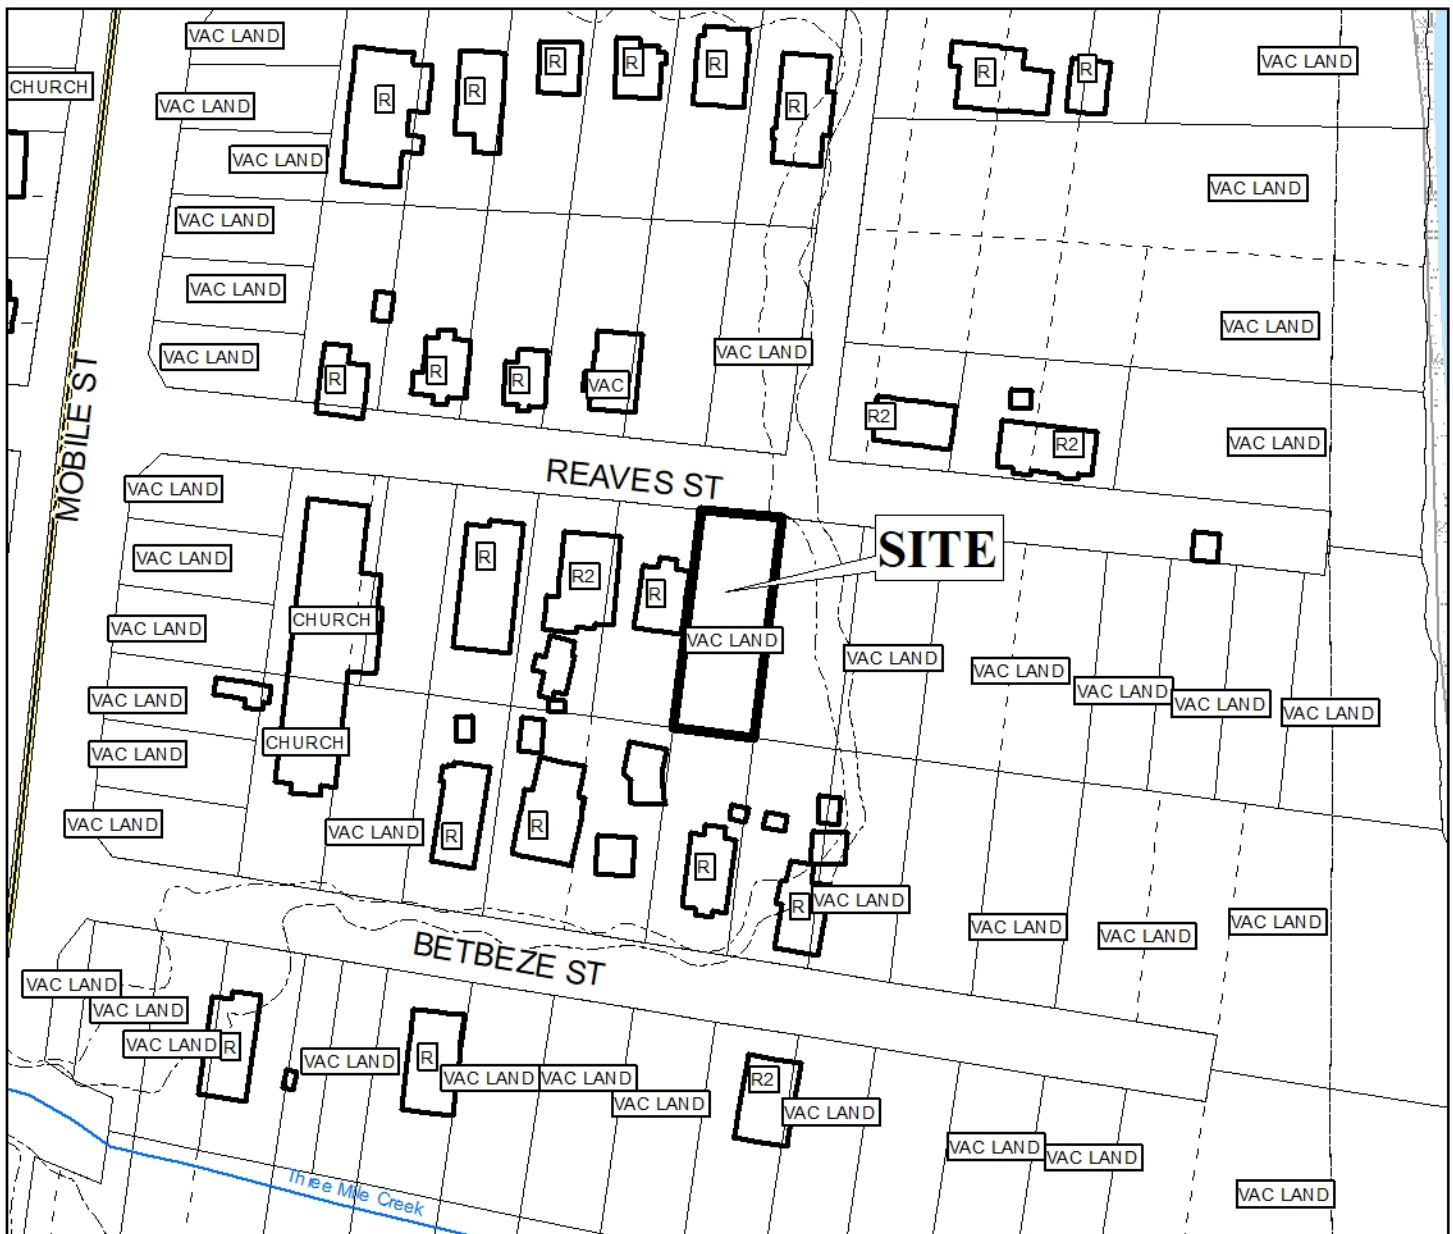 VAC LAND
R
R
R
R
VAC LAND
R
R
CHURCH
R
R
VAC LAND
R
VAC LAND
VAC LAND
VAC LAND
VAC LAND
VAC LAND
VAC LAND
VAC LAND
VAC LAND
R
R
R
VAC
R2
R2
VAC LAND
MOBILE ST
REAVES ST
VAC LAND
SITE
VAC LAND
R
R2
R
CHURCH
VAC LAND
VAC LAND
VAC LAND
VAC LAND
VAC LAND
VAC LAND
VAC LAND
VAC LAND
CHURCH
VAC LAND
VAC LAND
VAC LAND
R
R
R
R
VAC LAND
VAC LAND
VAC LAND
VAC LAND
BETBEZE ST
VAC LAND
VAC LAND
VAC LAND
R
VAC LAND
R
VAC LAND
VAC LAND
VAC LAND
R2
VAC LAND
VAC LAND
VAC LAND
VAC LAND
Three Mile Creek